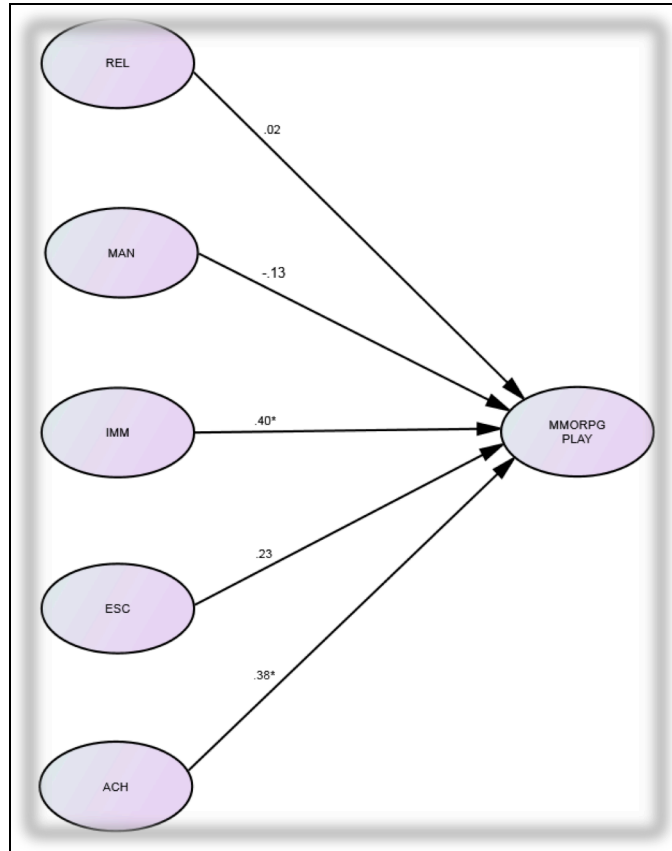 REL
.02
MAN
-.13
IMM
.40*
MMORPG
PLAY
ESC
.23
.38*
ACH